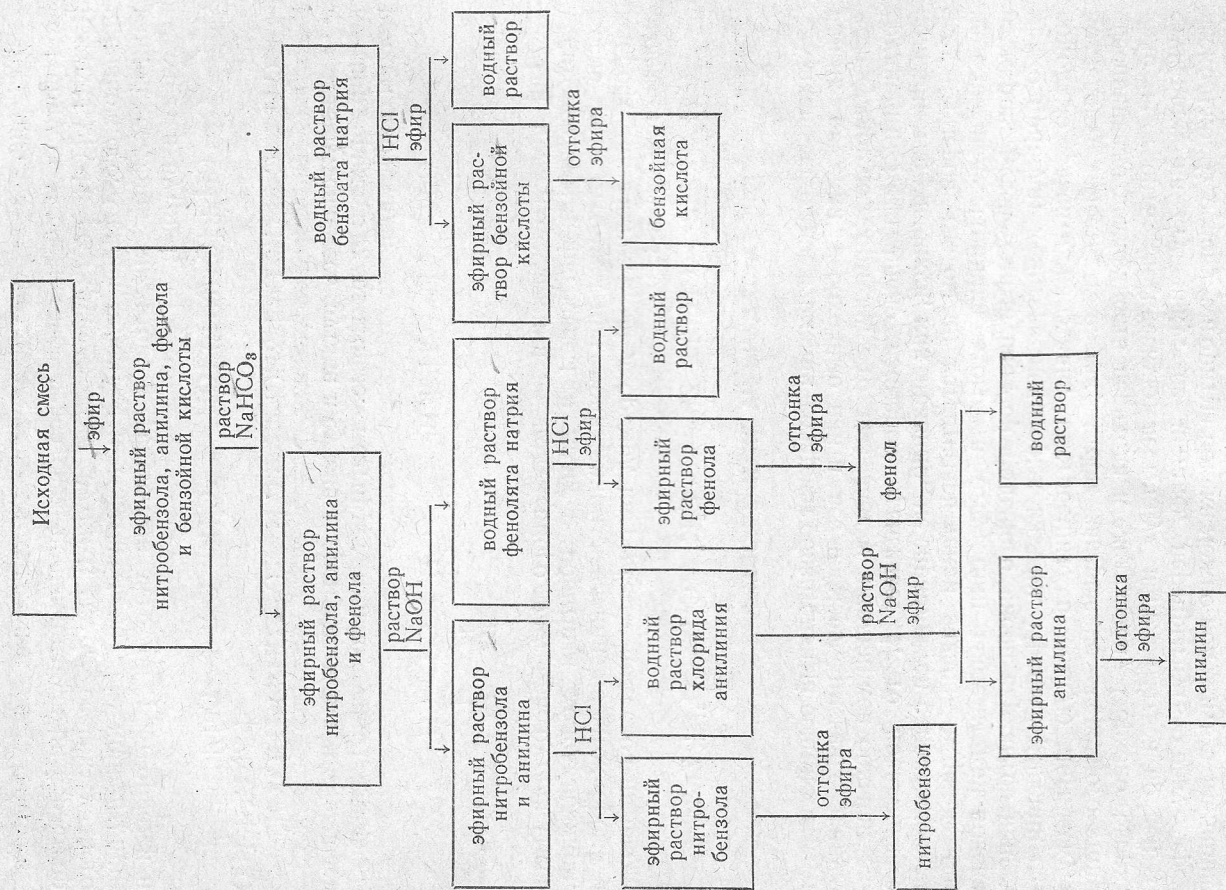 Исходная смесь
эфир
эфирный раствор
нитробензола, анилина, фенола
и бензойной кислоты
раствор
NaHCO₃
эфирный раствор
нитробензола, анилина
и фенола
водный раствор
бензоата натрия
раствор
NaOH
HCl
эфир
эфирный раствор
нитробензола
и анилина
водный раствор
фенолята натрия
эфирный рас-
твор бензойной
кислоты
водный
раствор
HCl
HCl
эфир
отгонка
эфира
эфирный
раствор
нитро-
бензола
водный
раствор
хлорида
анилиния
эфирный
раствор
фенола
водный
раствор
бензойная
кислота
отгонка
эфира
раствор
NaOH
эфир
отгонка
эфира
нитробензол
фенол
эфирный раствор
анилина
водный
раствор
отгонка
эфира
анилин